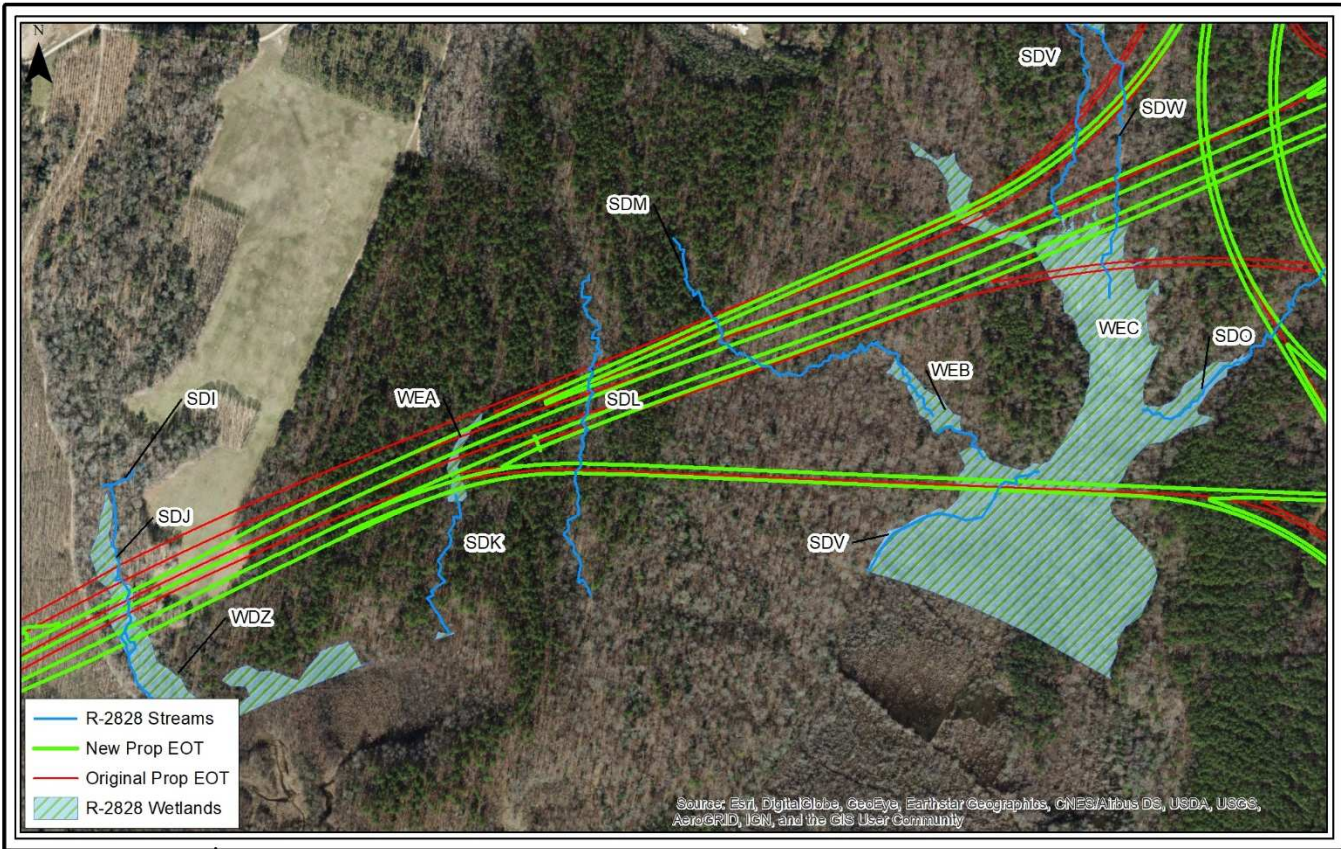 N
SDV
SDW
SDM
WEC
SDO
WEB
SDI
WEA
SDL
SDJ
SDK
SDV
WDZ
R-2828 Streams
New Prop EOT
Original Prop EOT
R-2828 Wetlands
Source: Esri, DigitalGlobe, GeoEye, Earthstar Geographics, CNES/Airbus DS, USDA, USGS,
AeroGRID, IGN, and the GIS User Community